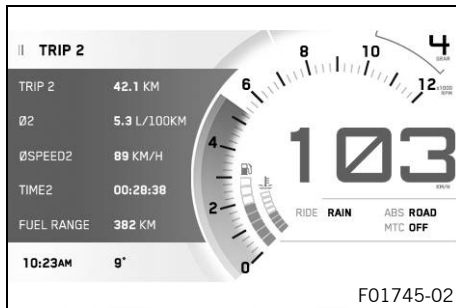 TRIP 2
TRIP 2 42.1 KM
Ø2 5.3 L/100KM
ØSPEED2 89 KM/H
TIME2 00:28:38
FUEL RANGE 382 KM
10:23AM 9°
0
2
4
6
8
10
12 x1000 RPM
4
GEAR
103
KM/H
RIDE RAIN ABS ROAD
MTC OFF
F01745-02